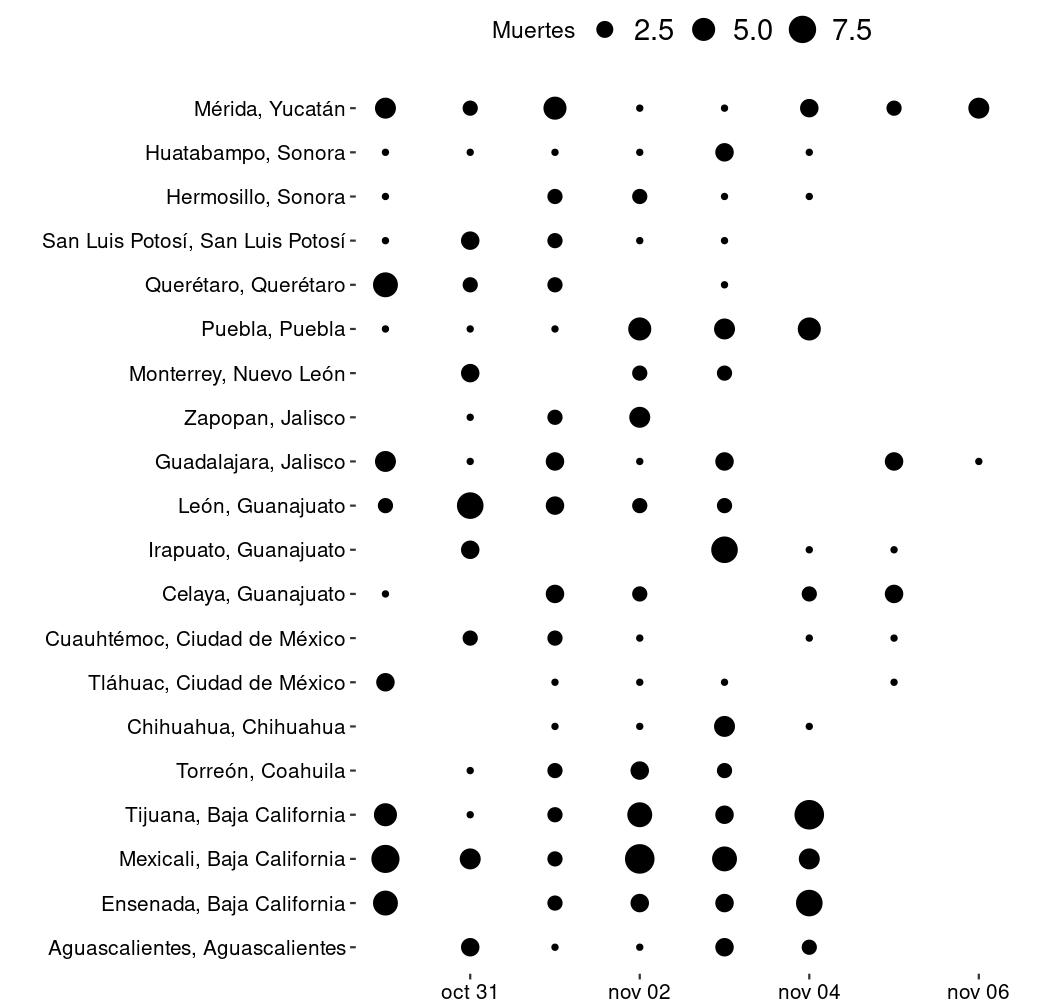 Muertes 2.5 5.0 7.5
Mérida, Yucatán
Huatabampo, Sonora
Hermosillo, Sonora
San Luis Potosí, San Luis Potosí
Querétaro, Querétaro
Puebla, Puebla
Monterrey, Nuevo León
Zapopan, Jalisco
Guadalajara, Jalisco
León, Guanajuato
Irapuato, Guanajuato
Celaya, Guanajuato
Cuauhtémoc, Ciudad de México
Tláhuac, Ciudad de México
Chihuahua, Chihuahua
Torreón, Coahuila
Tijuana, Baja California
Mexicali, Baja California
Ensenada, Baja California
Aguascalientes, Aguascalientes
oct 31 nov 02 nov 04 nov 06